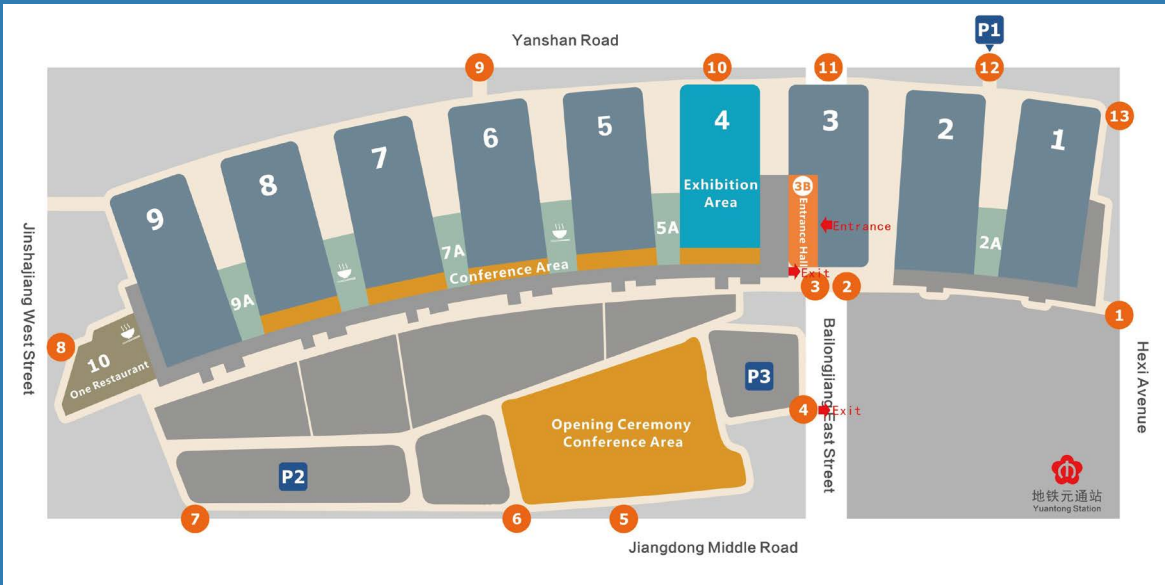 Yanshan Road
P1
9
10
11
12
13
1
2
3
4
5
6
7
8
9
Exhibition
Area
3B
Entrance Hall
Entrance
Exit
2A
5A
7A
9A
Conference Area
10
One Restaurant
3
2
1
8
Jinshajiang West Street
Hexi Avenue
Bailongjiang East Street
P3
4
Exit
Opening Ceremony
Conference Area
P2
7
6
5
地铁元通站
Yuantong Station
Jiangdong Middle Road